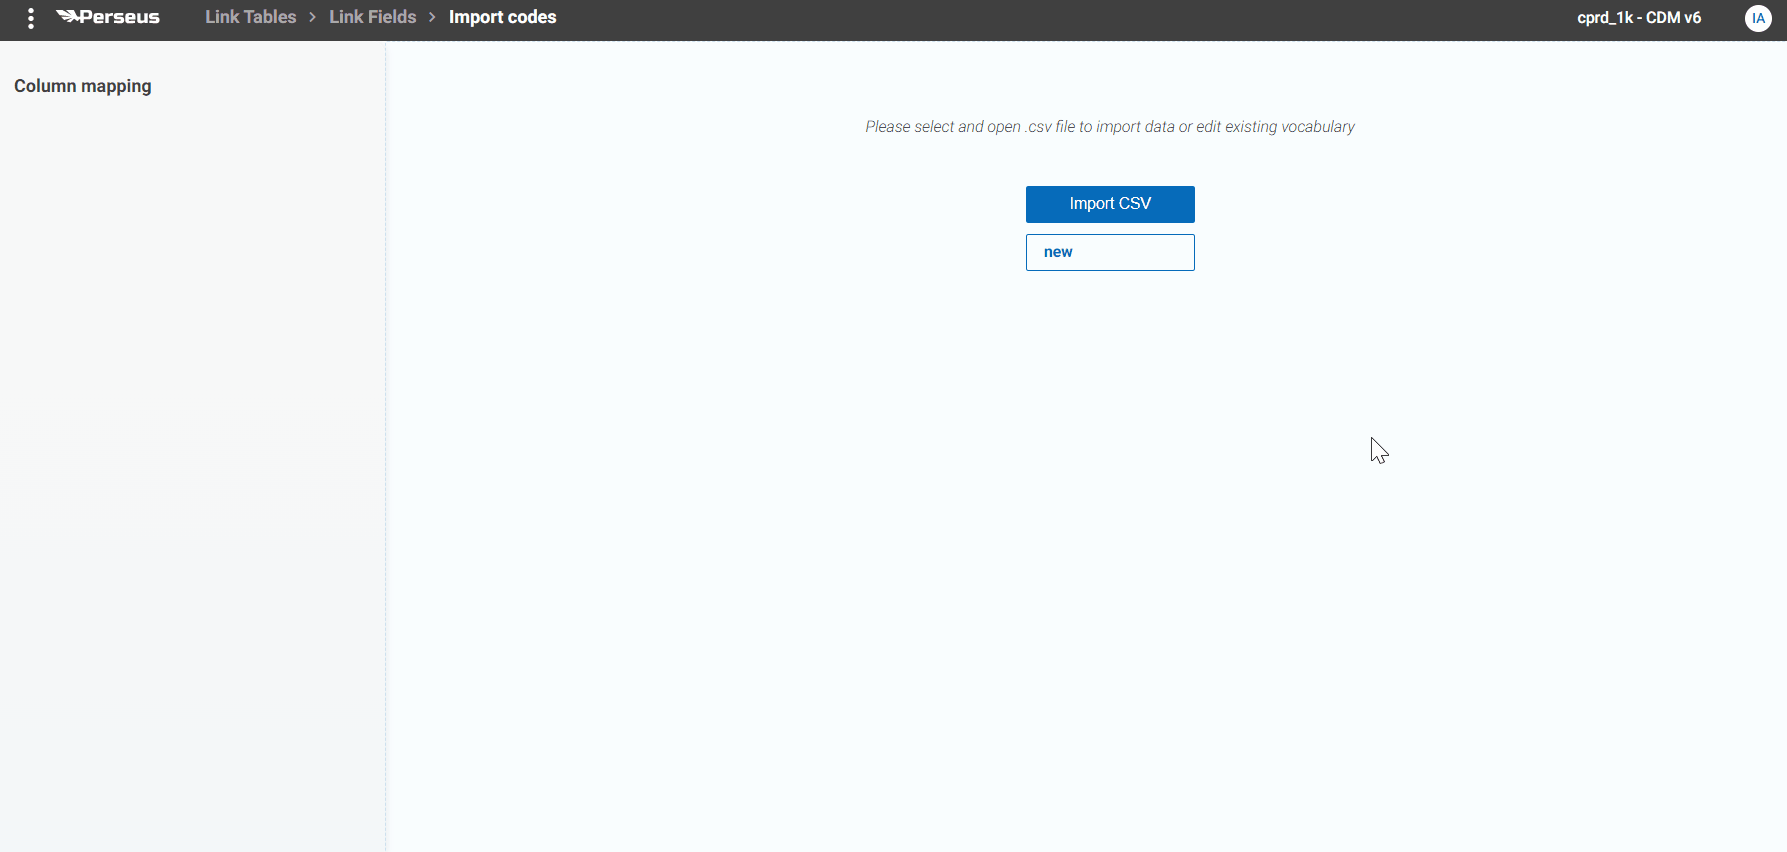 Perseus Link Tables > Link Fields > Import codes cprd_1k - CDM v6 IA
Column mapping
Please select and open .csv file to import data or edit existing vocabulary
Import CSV
new